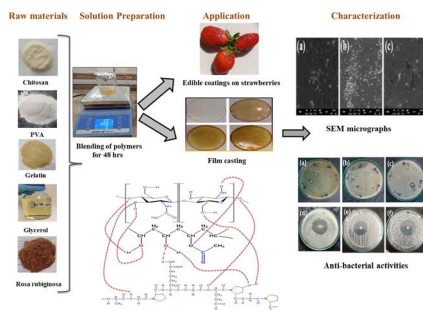 Raw materials
Solution Preparation
Application
Characterization
Chitosan
PVA
Gelatin
Glycerol
Rosa rubiginosa
Blending of polymers
for 48 hrs
Edible coatings on strawberries
Film casting
(a)
(b)
(c)
SEM micrographs
(a)
(b)
(c)
(d)
(e)
(f)
Anti-bacterial activities